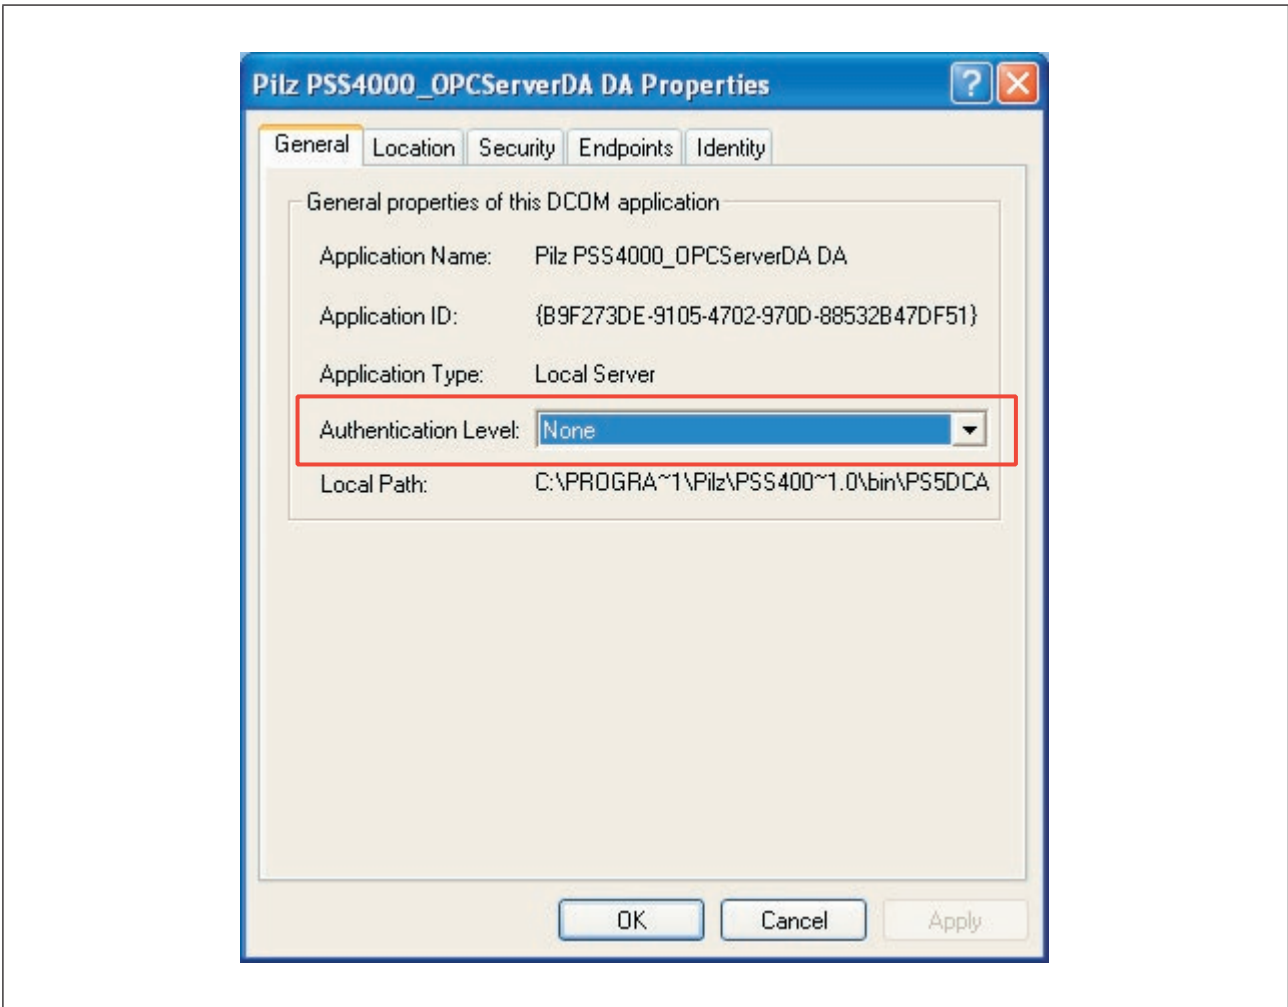 Pilz PSS4000_OPCServerDA DA Properties
General Location Security Endpoints Identity
General properties of this DCOM application
Application Name: Pilz PSS4000_OPCServerDA DA
Application ID: {B9F273DE-9105-4702-970D-88532B47DF51}
Application Type: Local Server
Authentication Level: None
Local Path: C:\PROGRA~1\Pilz\PSS400~1.0\bin\PS5DCA
OK Cancel Apply